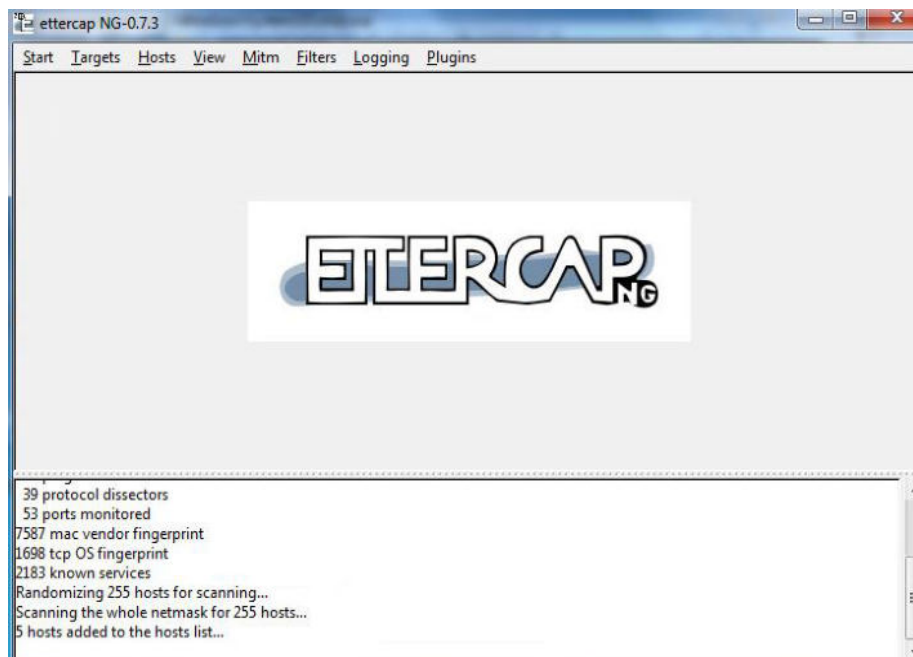 ettercap NG-0.7.3
Start Targets Hosts View Mitm Filters Logging Plugins
ETTERCAP
NG
39 protocol dissectors
53 ports monitored
7587 mac vendor fingerprint
1698 tcp OS fingerprint
2183 known services
Randomizing 255 hosts for scanning...
Scanning the whole netmask for 255 hosts...
5 hosts added to the hosts list...